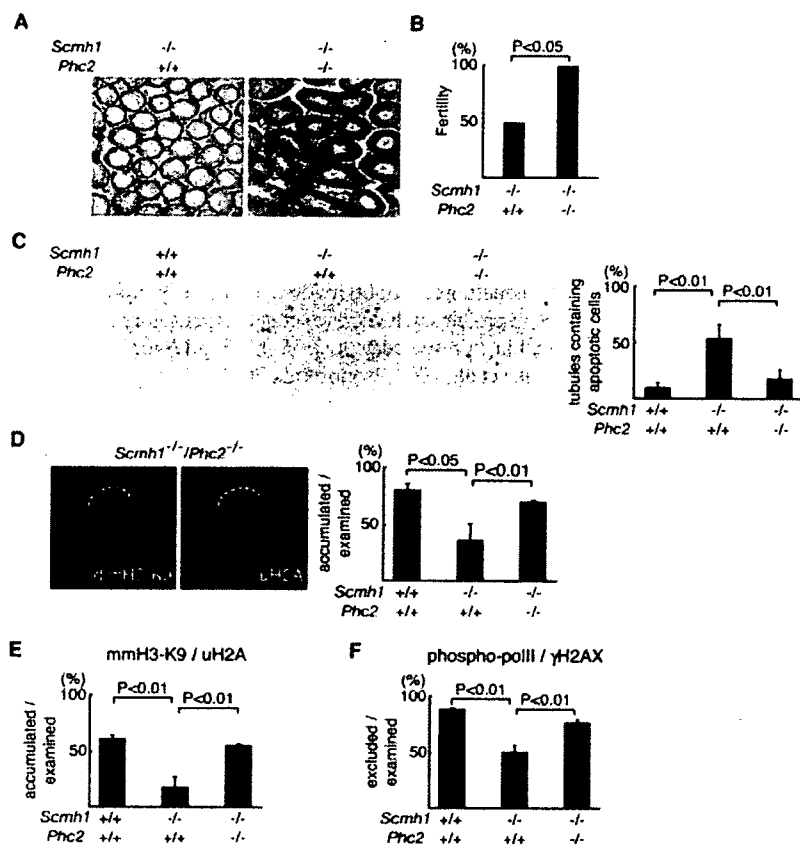 A
Scmh1 -/- -/-
Phc2 +/+ -/-
B
(%)
P<0.05
100
50
Fertility
Scmh1 -/- -/-
Phc2 +/+ -/-
C
Scmh1 +/+ -/- -/-
Phc2 +/+ +/+ -/-
(%)
100
P<0.01
P<0.01
50
tubules containing
apoptotic cells
Scmh1 +/+ -/- -/-
Phc2 +/+ +/+ -/-
D
Scmh1-/-/Phc2-/-
uH2A
(%)
100
P<0.05
P<0.01
50
accumulated /
examined
Scmh1 +/+ -/- -/-
Phc2 +/+ +/+ -/-
E
mmH3-K9 / uH2A
(%)
100
P<0.01
P<0.01
50
accumulated /
examined
Scmh1 +/+ -/- -/-
Phc2 +/+ +/+ -/-
F
phospho-polII / γH2AX
(%)
100
P<0.01
P<0.01
50
excluded /
examined
Scmh1 +/+ -/- -/-
Phc2 +/+ +/+ -/-